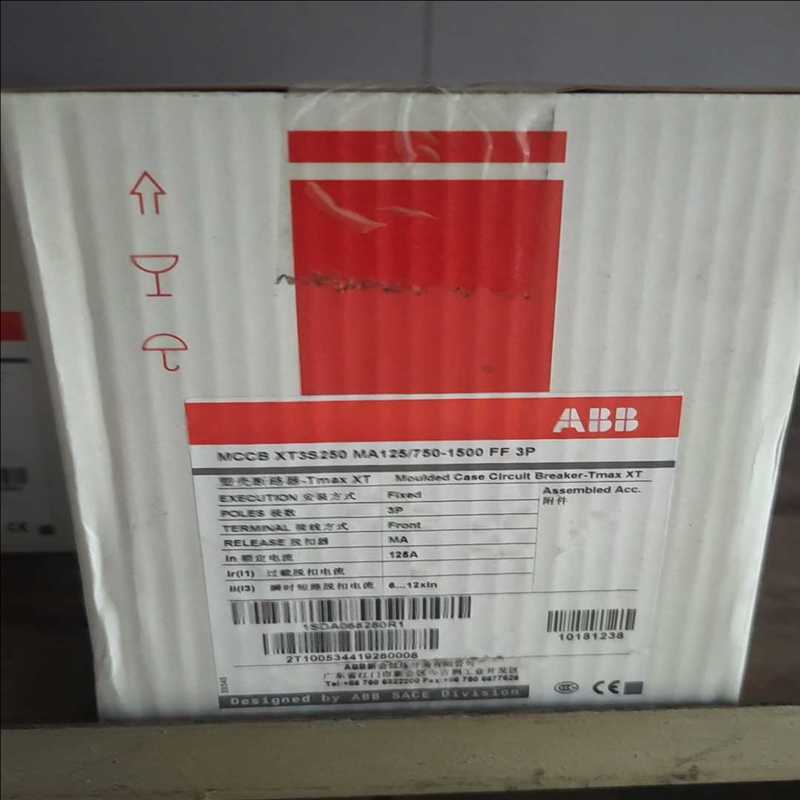 ABB
MCCB XT3S250 MA125/750-1500 FF 3P
塑壳断路器-Tmax XT Moulded Case Circuit Breaker-Tmax XT
EXECUTION 安装方式 Fixed Assembled Acc.
附件
POLES 极数 3P
TERMINAL 接线方式 Front
RELEASE 脱扣器 MA
In 额定电流 125A
Ir(I1) 过载脱扣电流
Ii(I3) 瞬时短路脱扣电流 6...12xIn
1SDA068280R1
10181238
2T100534419280008
Designed by ABB SACE Division
CE